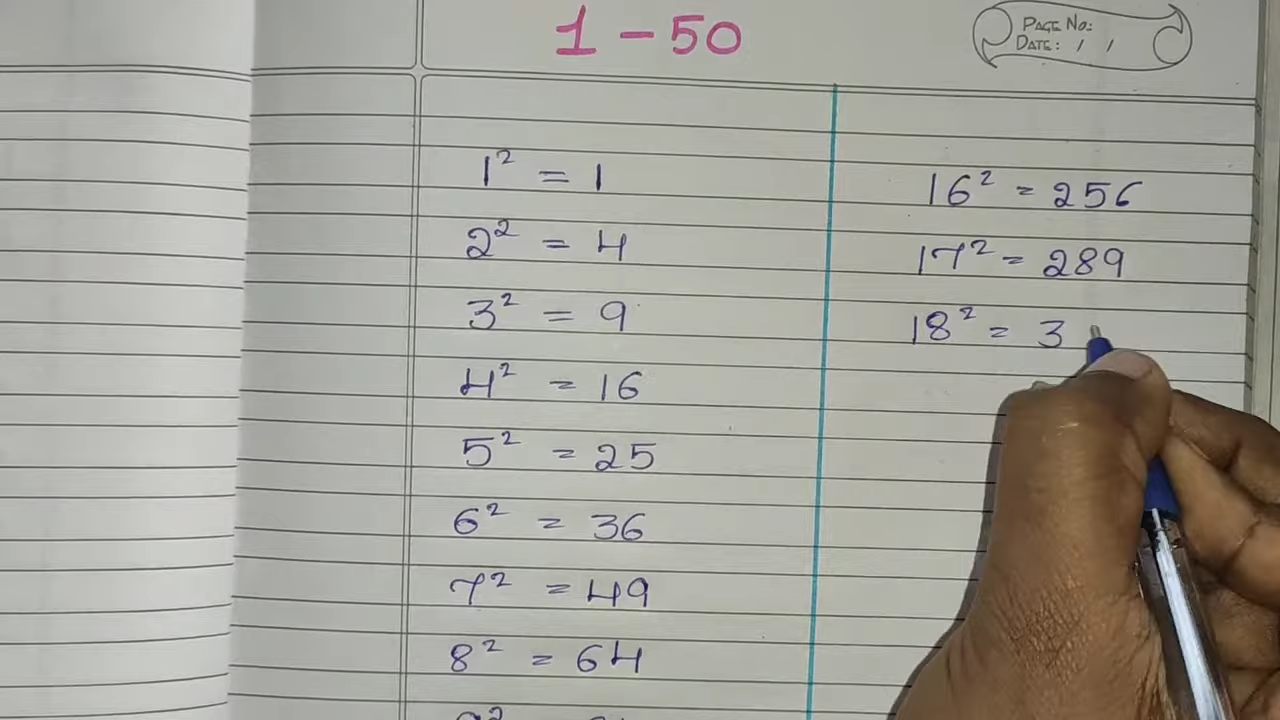 1 - 50
PAGE NO:
DATE: / /
1² = 1
2² = 4
3² = 9
4² = 16
5² = 25
6² = 36
7² = 49
8² = 64
16² = 256
17² = 289
18² = 3